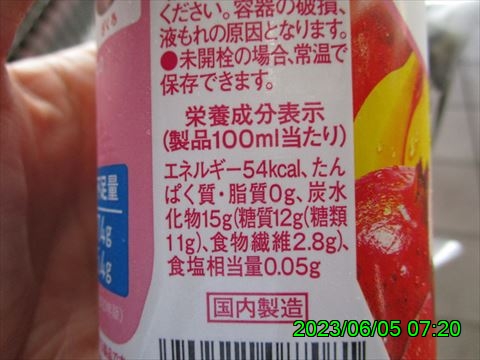 ください。容器の破損、
液もれの原因となります。
●未開栓の場合、常温で
保存できます。
栄養成分表示
(製品100ml当たり)
エネルギー54kcal、たん
ぱく質・脂質0g、炭水
化物15g(糖質12g(糖類
11g)、食物繊維2.8g)、
食塩相当量0.05g
国内製造
2023/06/05 07:20